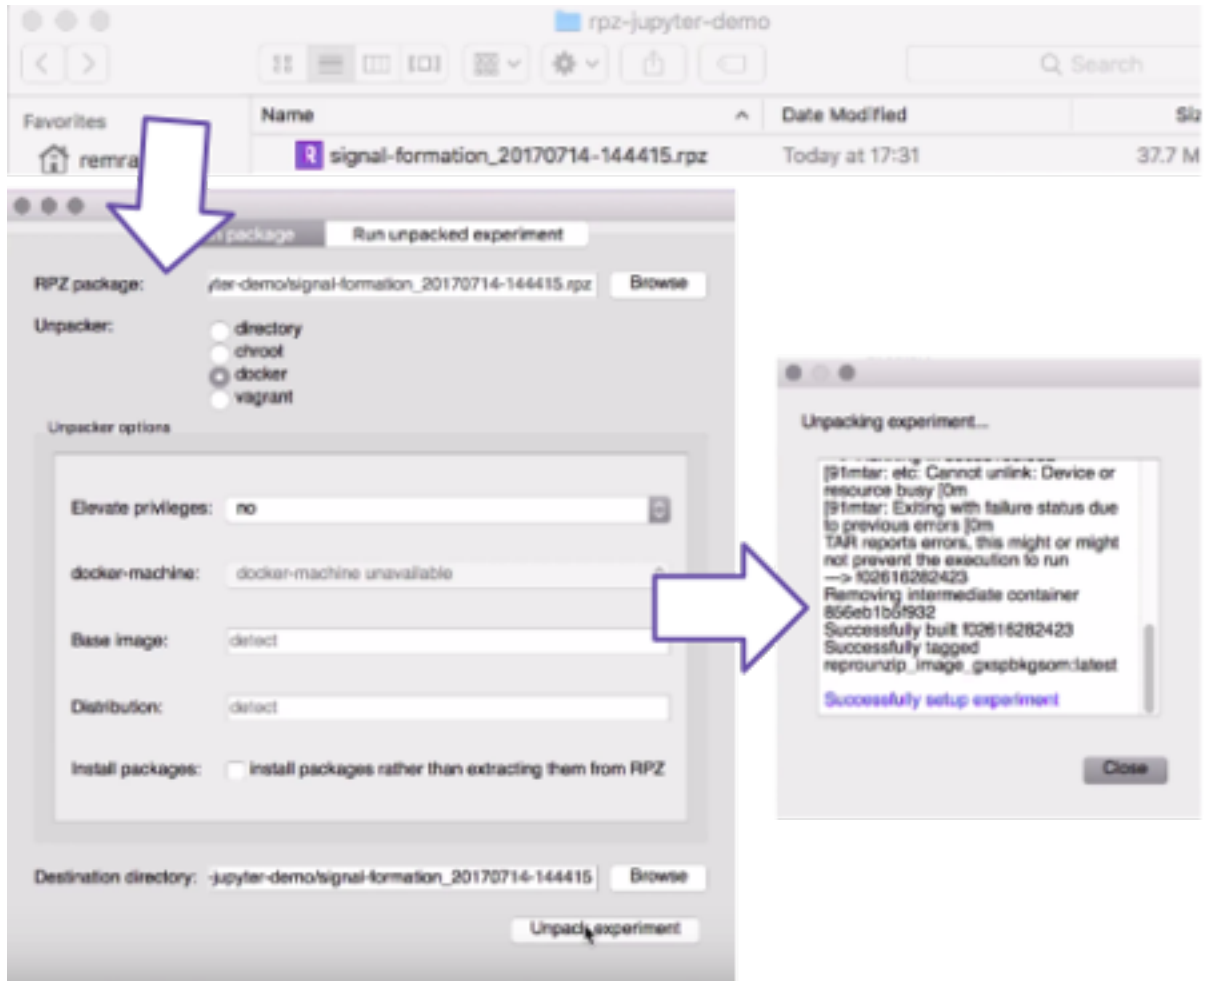 rpz-jupyter-demo
Search
Favorites
Name
Date Modified
Siz
remra
R signal-formation_20170714-144415.rpz
Today at 17:31
37.7 M
package
Run unpacked experiment
RPZ package:
yter-demo/signal-formation_20170714-144415.rpz
Browse
Unpacker:
directory
chroot
docker
vagrant
Unpacker options
Elevate privileges:
no
docker-machine:
docker-machine unavailable
Base image:
detect
Distribution:
detect
Install packages:
install packages rather than extracting them from RPZ
Destination directory:
-jupyter-demo/signal-formation_20170714-144415
Browse
Unpack experiment
Unpacking experiment...
[91mtar: etc: Cannot unlink: Device or
resource busy [0m
[91mtar: Exiting with failure status due
to previous errors [0m
TAR reports errors, this might or might
not prevent the execution to run
---> f02616282423
Removing intermediate container
856eb1b5f932
Successfully built f02616282423
Successfully tagged
reprounzip_image_gxspbkgsom:latest
Successfully setup experiment
Close